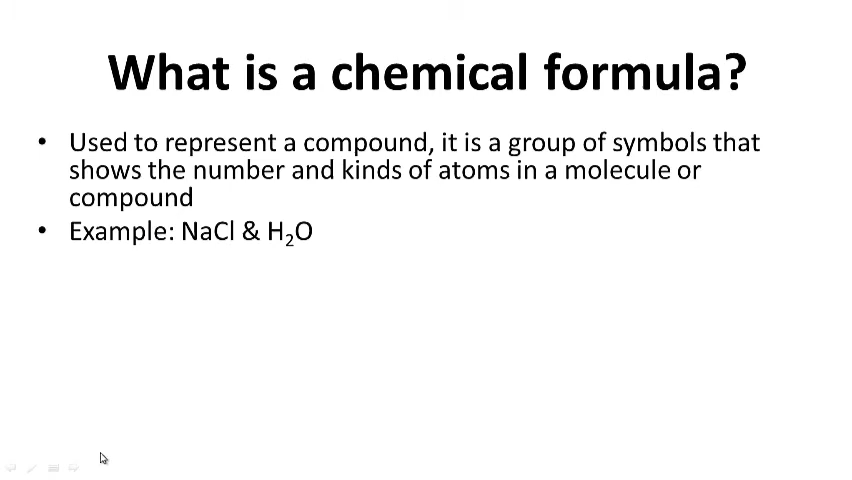 What is a chemical formula?
• Used to represent a compound, it is a group of symbols that
shows the number and kinds of atoms in a molecule or
compound
• Example: NaCl & H₂O